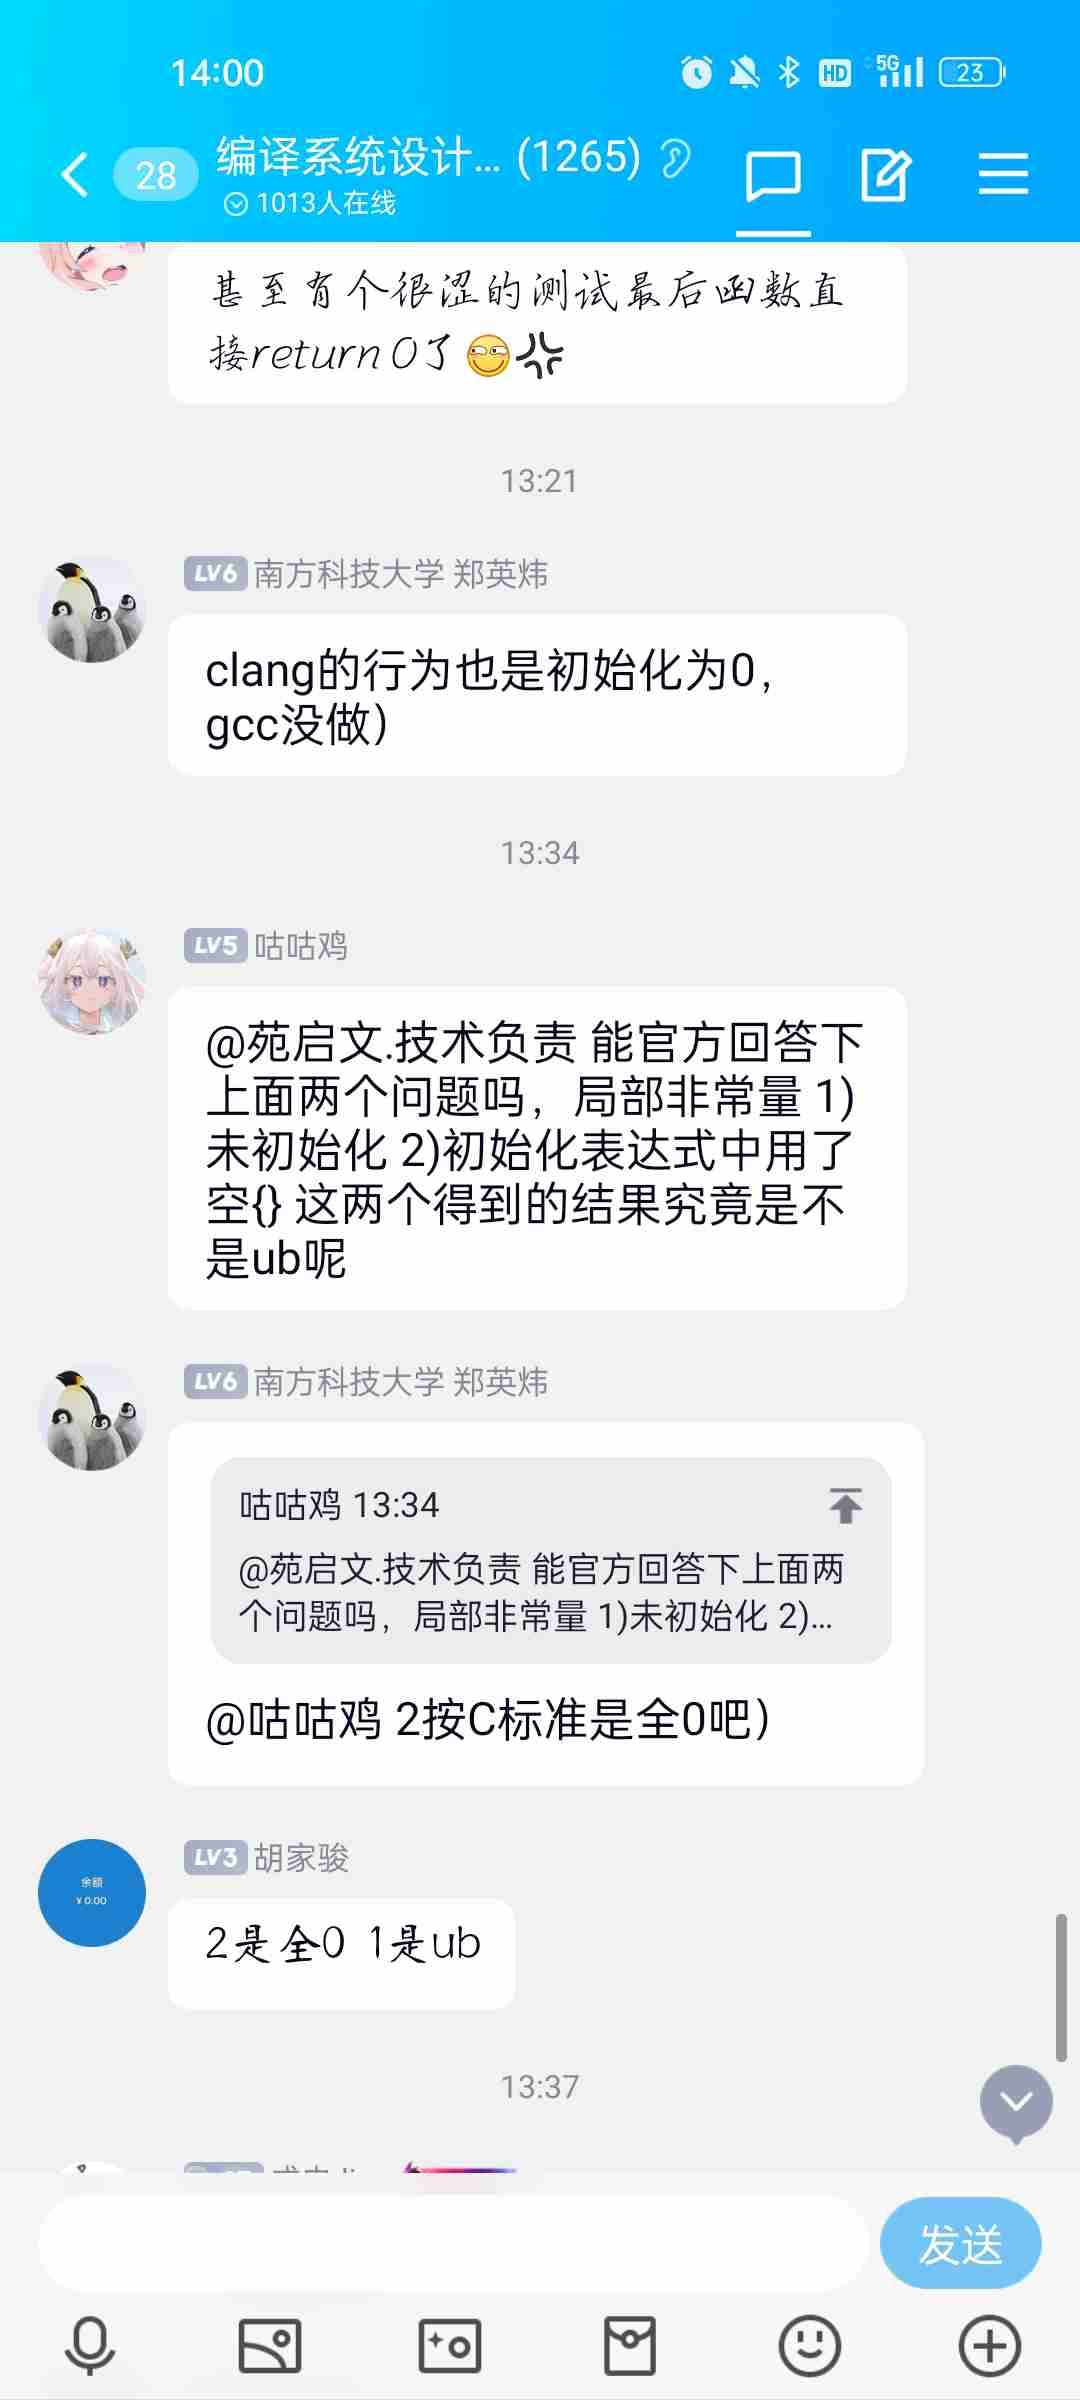 14:00
HD 5G 23
28
编译系统设计... (1265)
1013人在线
甚至有个很涩的测试最后函数直
接return 0了
13:21
LV6 南方科技大学 郑英炜
clang的行为也是初始化为0，
gcc没做）
13:34
LV5 咕咕鸡
@苑启文.技术负责 能官方回答下
上面两个问题吗，局部非常量 1)
未初始化 2)初始化表达式中用了
空{} 这两个得到的结果究竟是不
是ub呢
LV6 南方科技大学 郑英炜
咕咕鸡 13:34
@苑启文.技术负责 能官方回答下上面两
个问题吗，局部非常量 1)未初始化 2)...
@咕咕鸡 2按C标准是全0吧）
余额
¥ 0.00
LV3 胡家骏
2是全0 1是ub
13:37
发送